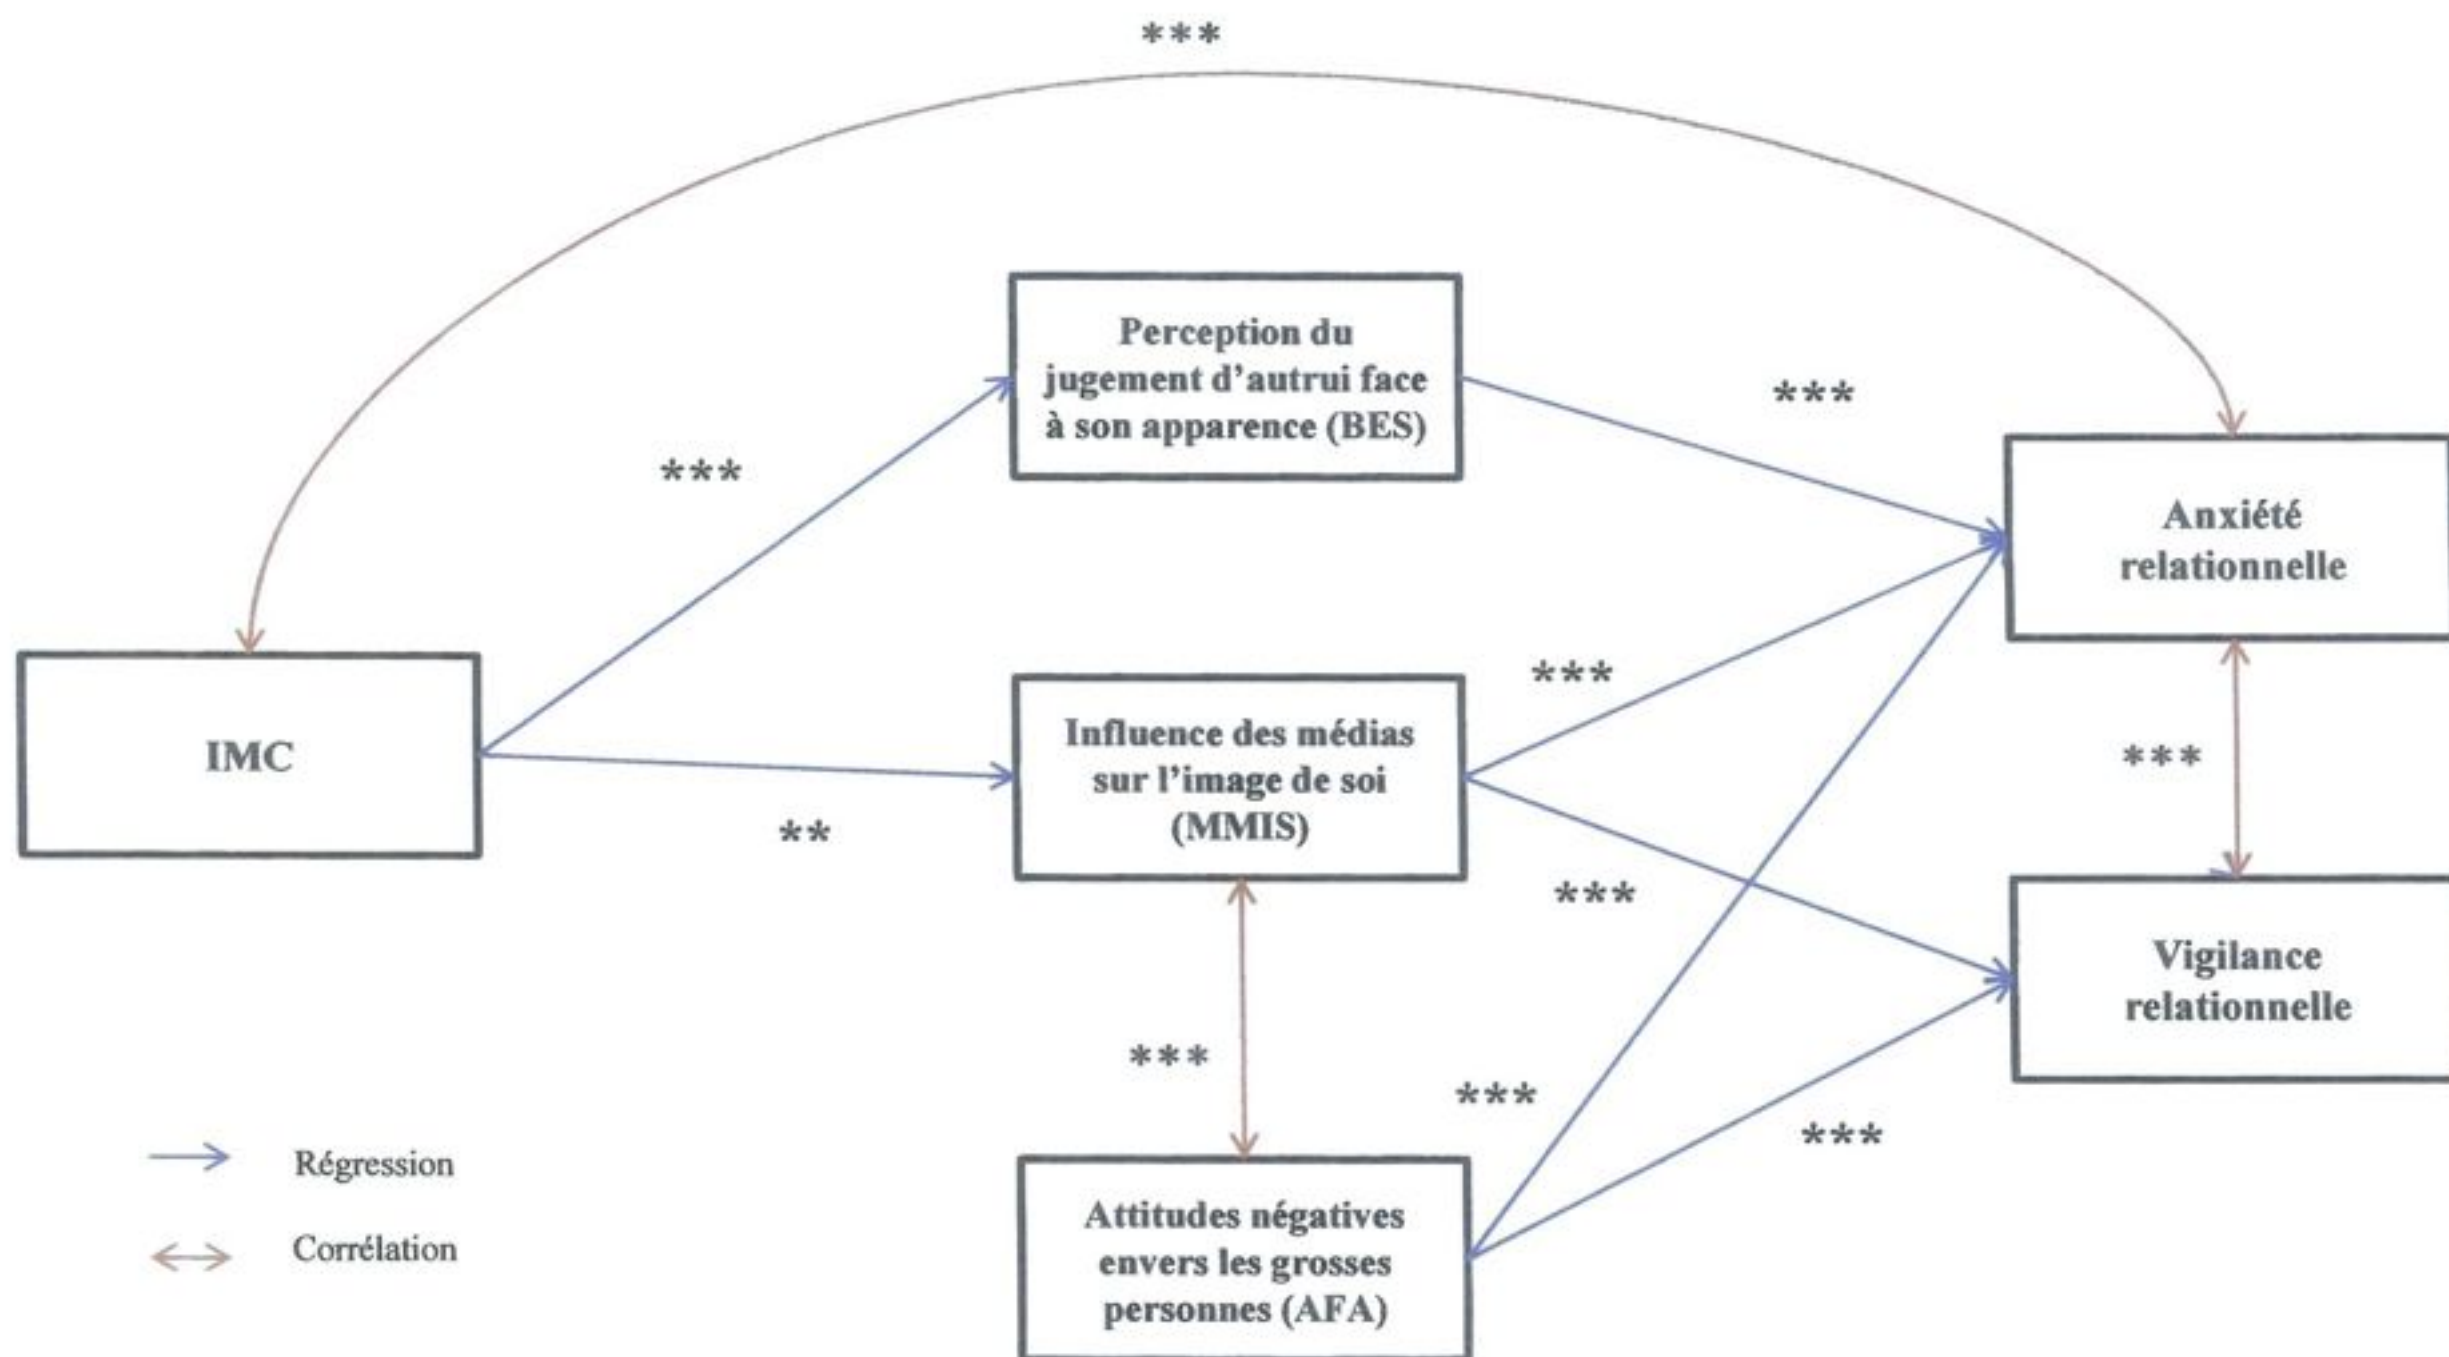 ***
Perception du
jugement d'autrui face
à son apparence (BES)
***
***
Anxiété
relationnelle
IMC
**
Influence des médias
sur l'image de soi
(MMIS)
***
***
***
***
Vigilance
relationnelle
***
***
Attitudes négatives
envers les grosses
personnes (AFA)
***
Régression
Corrélation